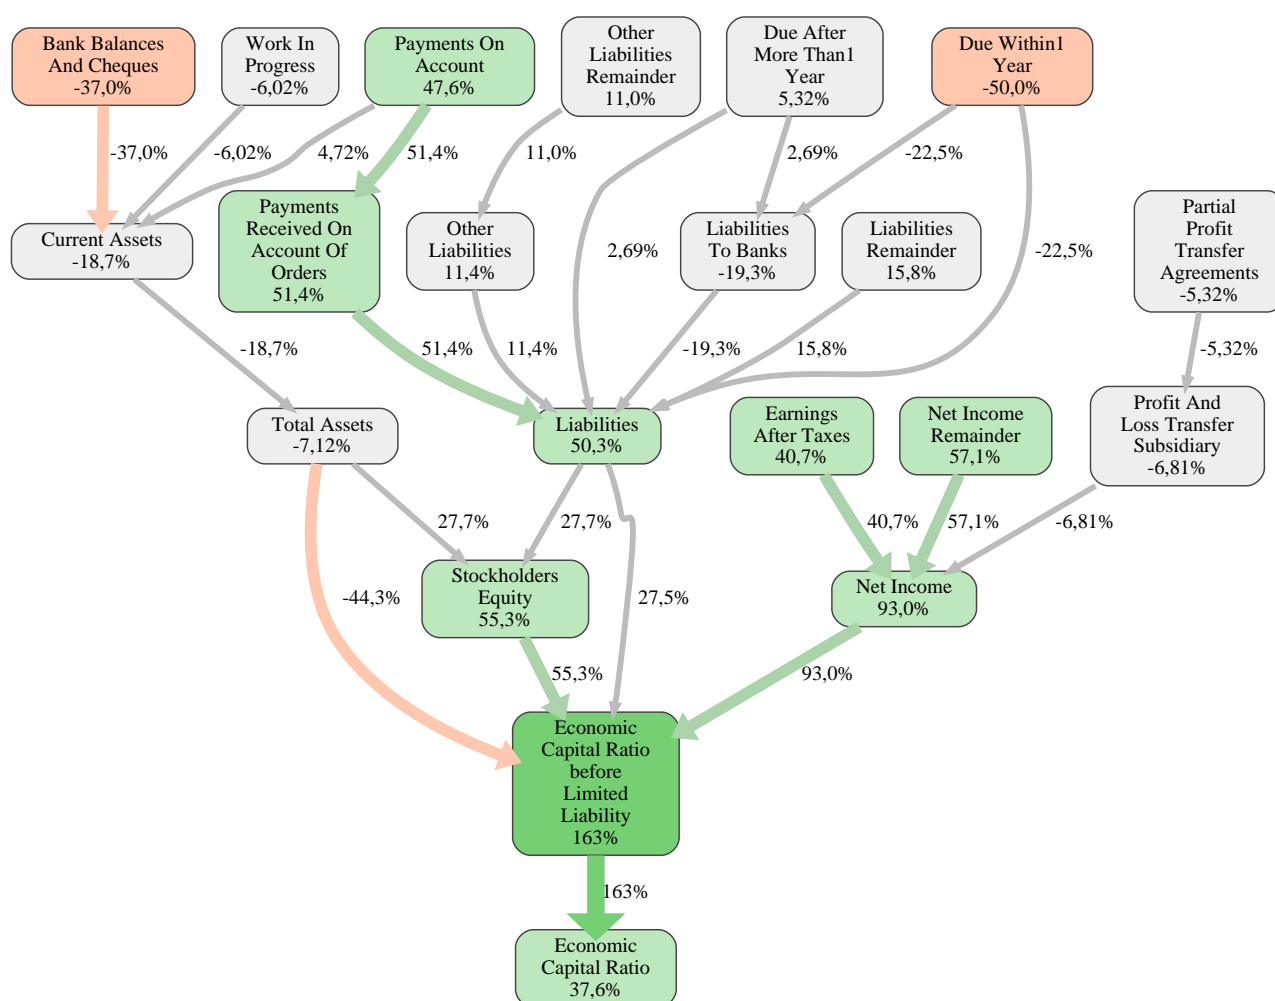 Bank Balances
And Cheques
-37,0%
Work In
Progress
-6,02%
Payments On
Account
47,6%
Other
Liabilities
Remainder
11,0%
Due After
More Than1
Year
5,32%
Due Within1
Year
-50,0%
-37,0%
-6,02%
4,72%
51,4%
11,0%
2,69%
-22,5%
Current Assets
-18,7%
Payments
Received On
Account Of
Orders
51,4%
Other
Liabilities
11,4%
2,69%
Liabilities
To Banks
-19,3%
Liabilities
Remainder
15,8%
-22,5%
Partial
Profit
Transfer
Agreements
-5,32%
-18,7%
51,4%
11,4%
-19,3%
15,8%
-5,32%
Total Assets
-7,12%
Liabilities
50,3%
Earnings
After Taxes
40,7%
Net Income
Remainder
57,1%
Profit And
Loss Transfer
Subsidiary
-6,81%
27,7%
27,7%
40,7%
57,1%
-6,81%
-44,3%
Stockholders
Equity
55,3%
27,5%
Net Income
93,0%
55,3%
93,0%
Economic
Capital Ratio
before
Limited
Liability
163%
163%
Economic
Capital Ratio
37,6%